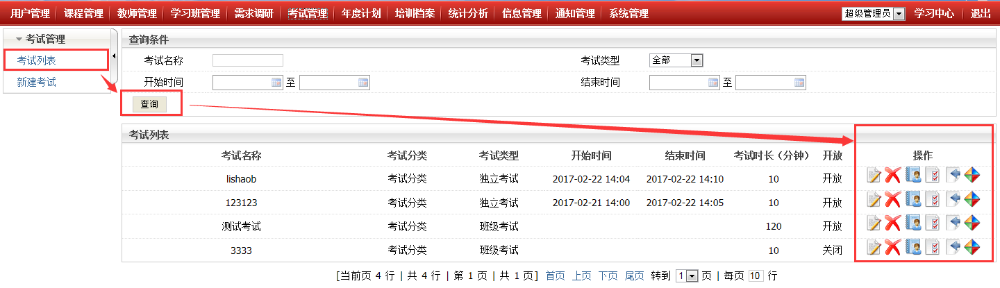 用户管理 课程管理 教师管理 学习班管理 需求调研 考试管理 年度计划 培训档案 统计分析 信息管理 通知管理 系统管理 超级管理员 学习中心 退出
考试管理
考试列表
新建考试
查询条件
考试名称 考试类型 全部
开始时间 至 结束时间 至
查询
考试列表
考试名称 考试分类 考试类型 开始时间 结束时间 考试时长（分钟） 开放 操作
lishaob 考试分类 独立考试 2017-02-22 14:04 2017-02-22 14:10 10 开放
123123 考试分类 独立考试 2017-02-21 14:00 2017-02-22 14:05 10 开放
测试考试 考试分类 班级考试 120 开放
3333 考试分类 班级考试 10 关闭
[当前页 4 行 | 共 4 行 | 第 1 页 | 共 1 页] 首页 上页 下页 尾页 转到 1 页 | 每页 10 行